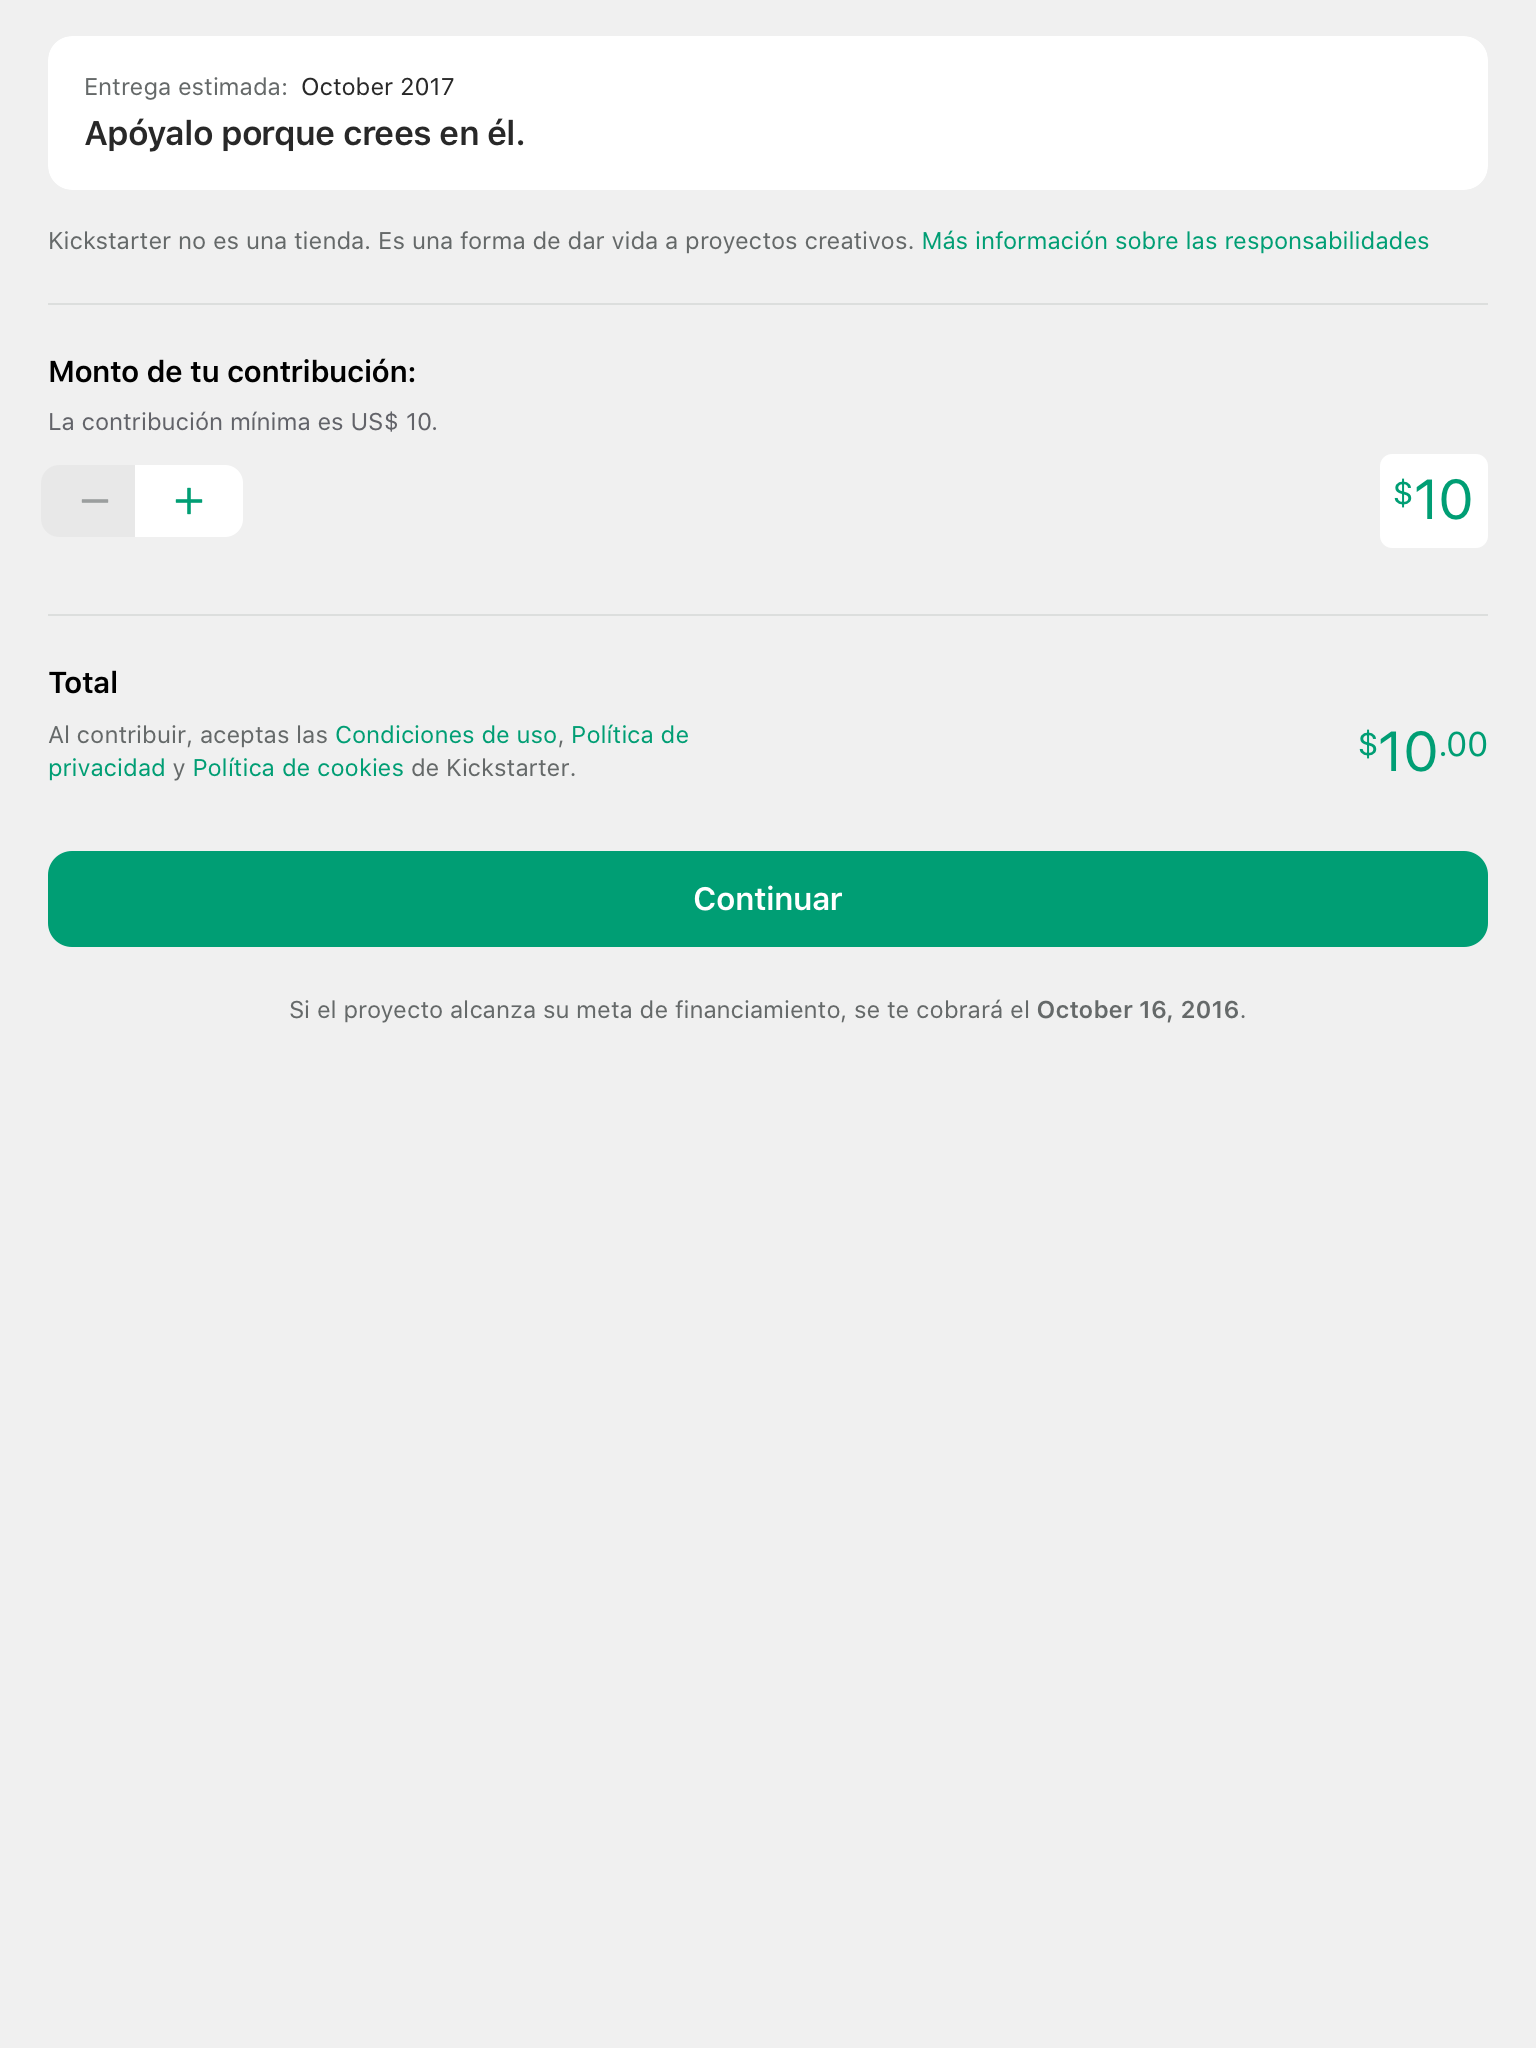 Entrega estimada: October 2017
Apóyalo porque crees en él.
Kickstarter no es una tienda. Es una forma de dar vida a proyectos creativos. Más información sobre las responsabilidades
Monto de tu contribución:
La contribución mínima es US$ 10.
− +
$10
Total
Al contribuir, aceptas las Condiciones de uso, Política de
privacidad y Política de cookies de Kickstarter.
$10.00
Continuar
Si el proyecto alcanza su meta de financiamiento, se te cobrará el October 16, 2016.